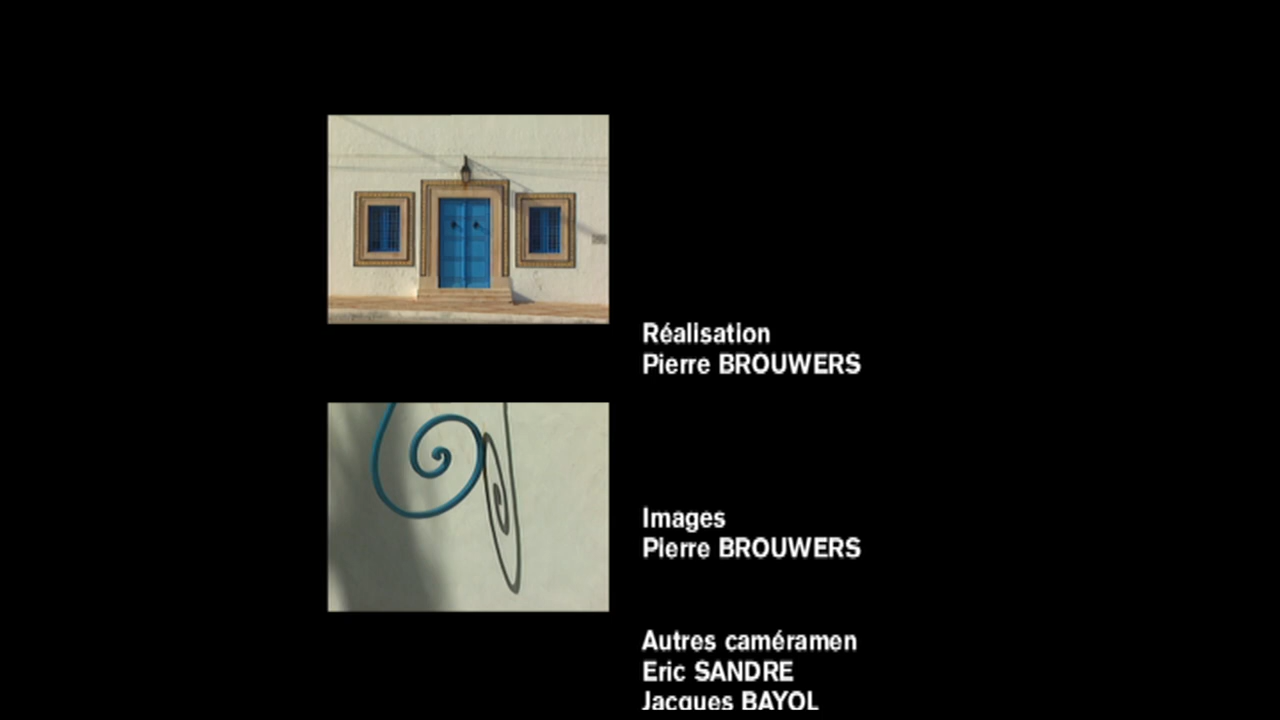 Réalisation
Pierre BROUWERS
Images
Pierre BROUWERS
Autres caméramen
Eric SANDRE
Jacques BAYOL